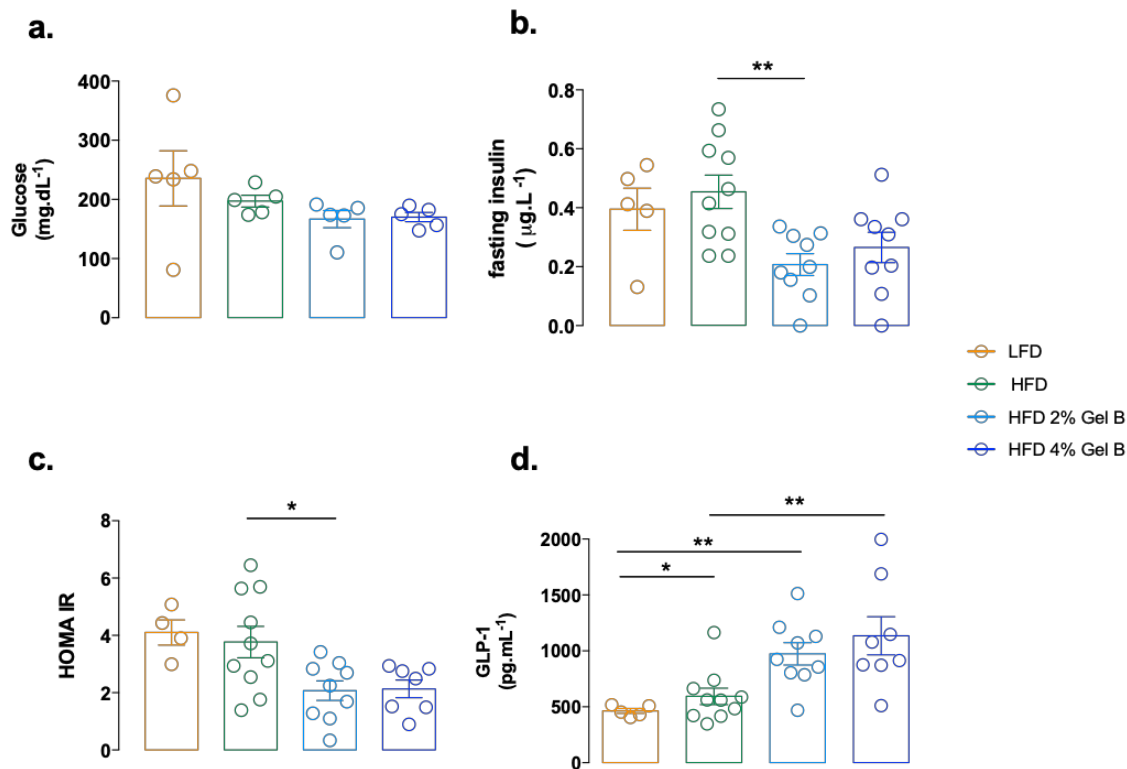 a.
400
300
200
100
0
Glucose
(mg.dL⁻¹)
b.
**
0.8
0.6
0.4
0.2
0.0
fasting insulin
( µg.L⁻¹)
LFD
HFD
HFD 2% Gel B
HFD 4% Gel B
c.
*
8
6
4
2
0
HOMA IR
d.
**
**
*
2000
1500
1000
500
0
GLP-1
(pg.mL⁻¹)